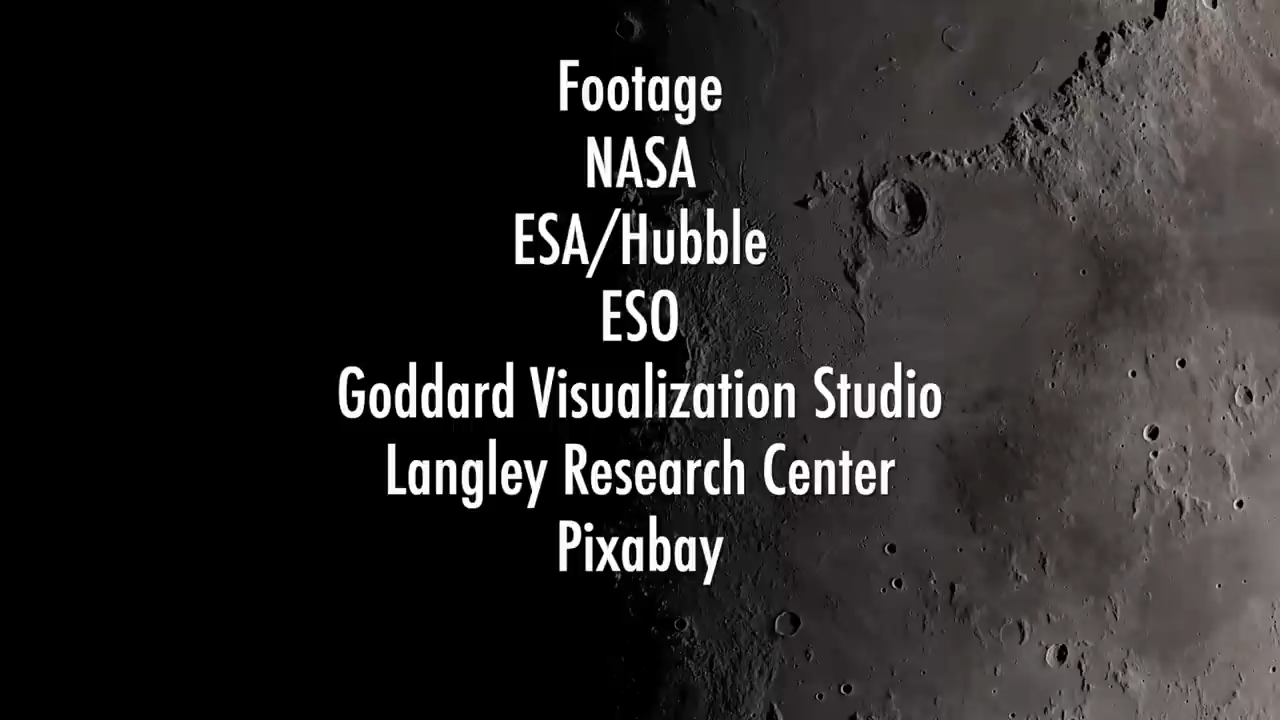 Footage
NASA
ESA/Hubble
ESO
Goddard Visualization Studio
Langley Research Center
Pixabay